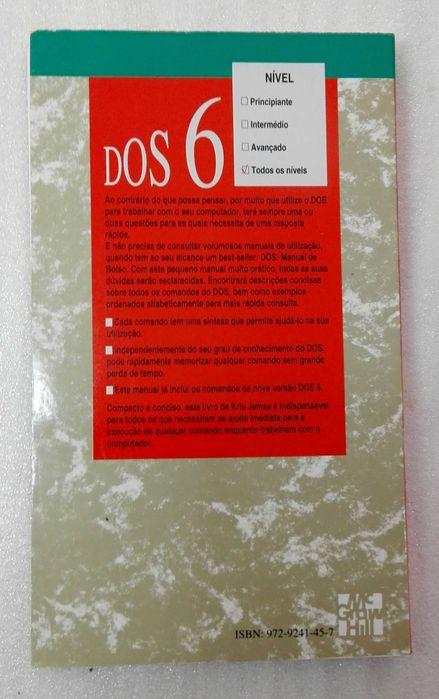 NÍVEL
Principiante
Intermédio
Avançado
Todos os níveis
DOS 6
Ao contrário do que possa pensar, por muito que utilize o DOS
para trabalhar com o seu computador, terá sempre uma ou
duas questões para as quais necessita de uma resposta
rápida.
E não precisa de consultar volumosos manuais de utilização,
quando tem ao seu alcance um best-seller: DOS: Manual de
Bolso. Com este pequeno manual muito prático, todas as suas
dúvidas serão esclarecidas. Encontrará descrições concisas
sobre todos os comandos do DOS, bem como exemplos
ordenados alfabeticamente para mais rápida consulta.
Cada comando tem uma sintaxe que permite ajudá-lo na sua
utilização.
Independentemente do seu grau de conhecimento do DOS,
pode rapidamente memorizar qualquer comando sem grande
perda de tempo.
Este manual já inclui os comandos da nova versão DOS 6.
Compacto e conciso, este livro de Kris Jamsa é indispensável
para todos os que necessitam de ajuda imediata para a
execução de qualquer comando enquanto trabalham com o
computador.
Mc
Graw
Hill
ISBN: 972-9241-45-7